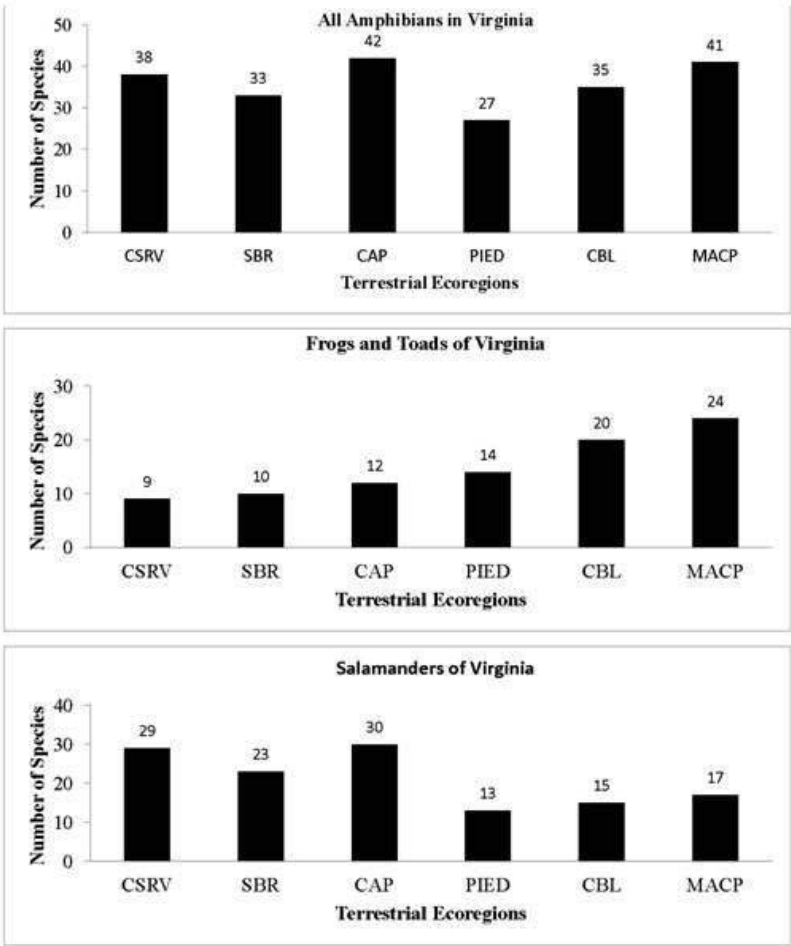 All Amphibians in Virginia
Number of Species
50
40
30
20
10
0
38
33
42
27
35
41
CSRV SBR CAP PIED CBL MACP
Terrestrial Ecoregions
Frogs and Toads of Virginia
Number of Species
30
20
10
0
9
10
12
14
20
24
CSRV SBR CAP PIED CBL MACP
Terrestrial Ecoregions
Salamanders of Virginia
Number of Species
40
30
20
10
0
29
23
30
13
15
17
CSRV SBR CAP PIED CBL MACP
Terrestrial Ecoregions